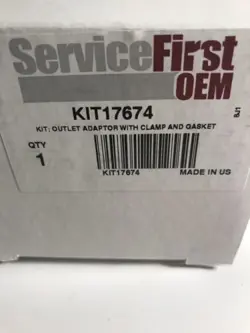 ServiceFirst
OEM
KIT17674
KIT: OUTLET ADAPTOR WITH CLAMP AND GASKET
QTY
1
KIT17674
MADE IN US